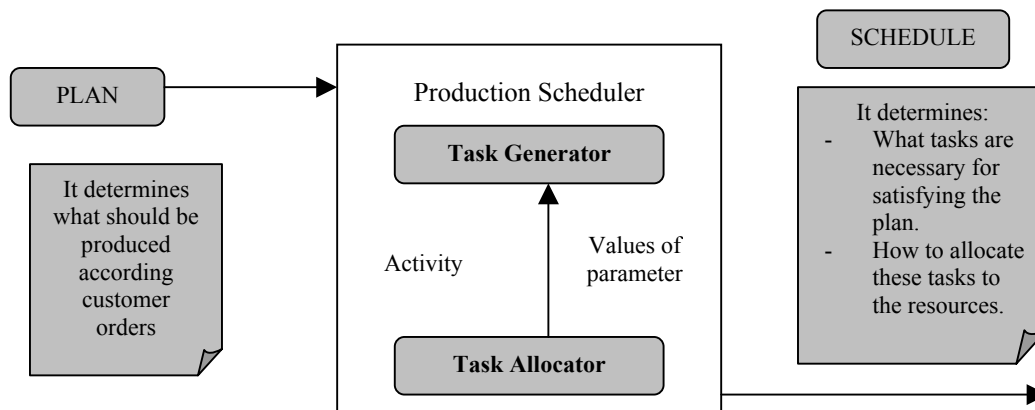 PLAN
It determines
what should be
produced
according
customer
orders
Production Scheduler
Task Generator
Activity
Values of
parameter
Task Allocator
SCHEDULE
It determines:
- What tasks are
necessary for
satisfying the
plan.
- How to allocate
these tasks to
the resources.